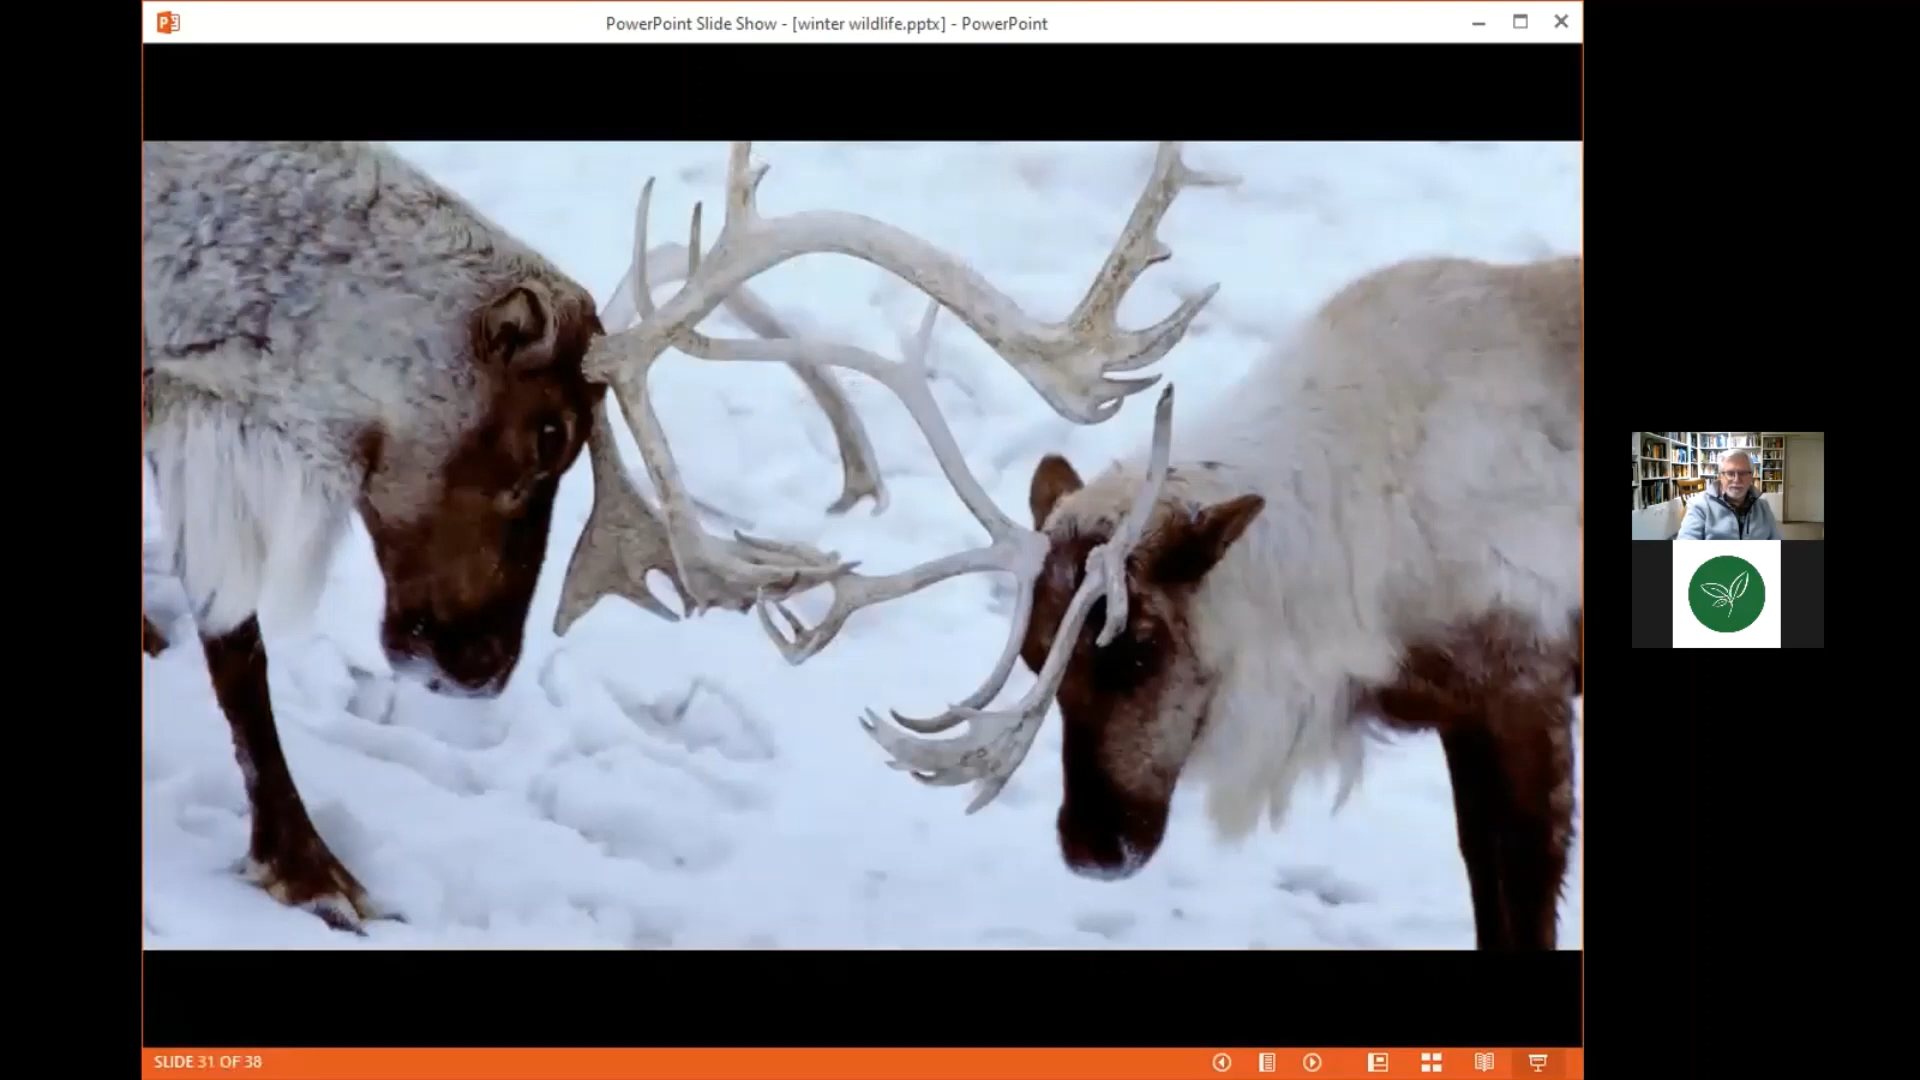 PowerPoint Slide Show - [winter wildlife.pptx] - PowerPoint
SLIDE 31 OF 38